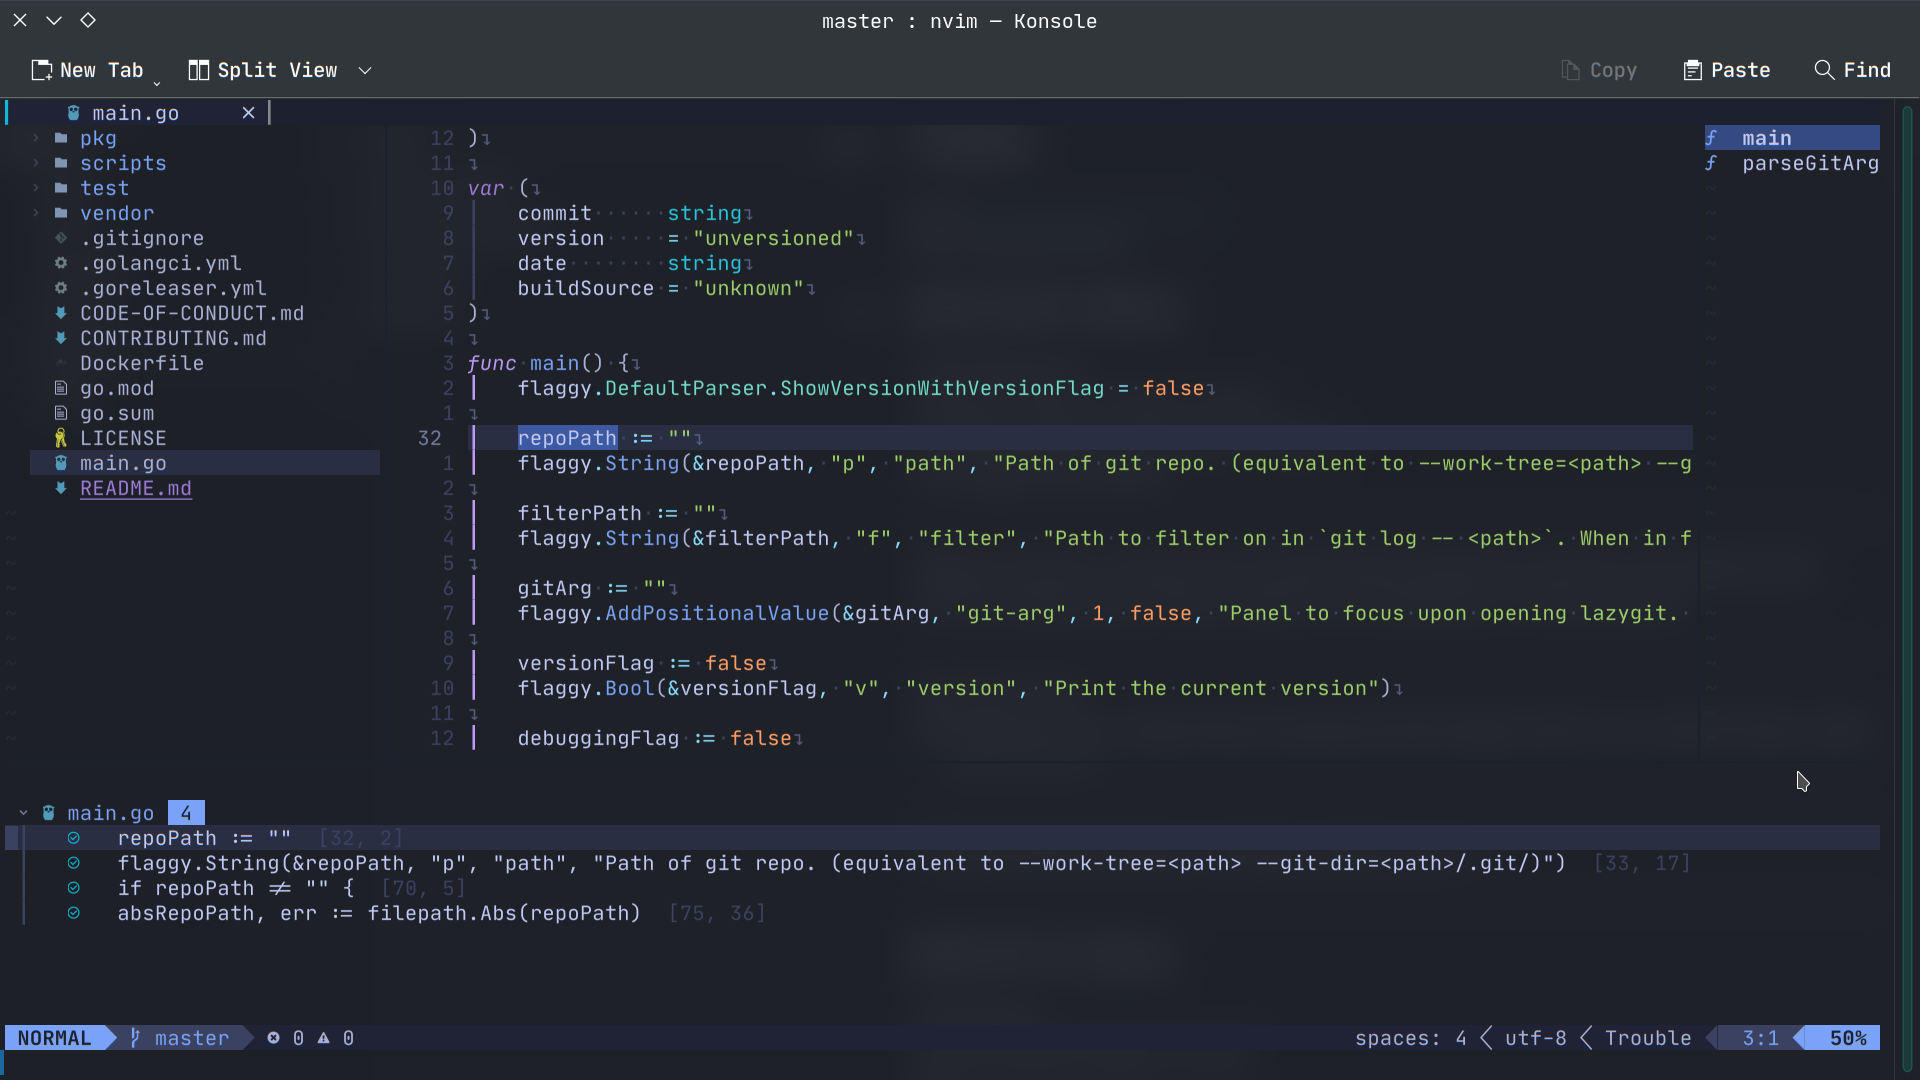 master : nvim — Konsole
New Tab Split View Copy Paste Find
main.go
pkg
scripts
test
vendor
.gitignore
.golangci.yml
.goreleaser.yml
CODE-OF-CONDUCT.md
CONTRIBUTING.md
Dockerfile
go.mod
go.sum
LICENSE
main.go
README.md
12 )
11
10 var (
9 commit string
8 version = "unversioned"
7 date string
6 buildSource = "unknown"
5 )
4
3 func main() {
2 flaggy.DefaultParser.ShowVersionWithVersionFlag = false
1
32 repoPath := ""
1 flaggy.String(&repoPath, "p", "path", "Path of git repo. (equivalent to --work-tree=<path> --g
2
3 filterPath := ""
4 flaggy.String(&filterPath, "f", "filter", "Path to filter on in `git log -- <path>`. When in f
5
6 gitArg := ""
7 flaggy.AddPositionalValue(&gitArg, "git-arg", 1, false, "Panel to focus upon opening lazygit.
8
9 versionFlag := false
10 flaggy.Bool(&versionFlag, "v", "version", "Print the current version")
11
12 debuggingFlag := false
main
parseGitArg
main.go 4
repoPath := "" [32, 2]
flaggy.String(&repoPath, "p", "path", "Path of git repo. (equivalent to --work-tree=<path> --git-dir=<path>/.git/)") [33, 17]
if repoPath ≠ "" { [70, 5]
absRepoPath, err := filepath.Abs(repoPath) [75, 36]
NORMAL master 0 0 spaces: 4 utf-8 Trouble 3:1 50%